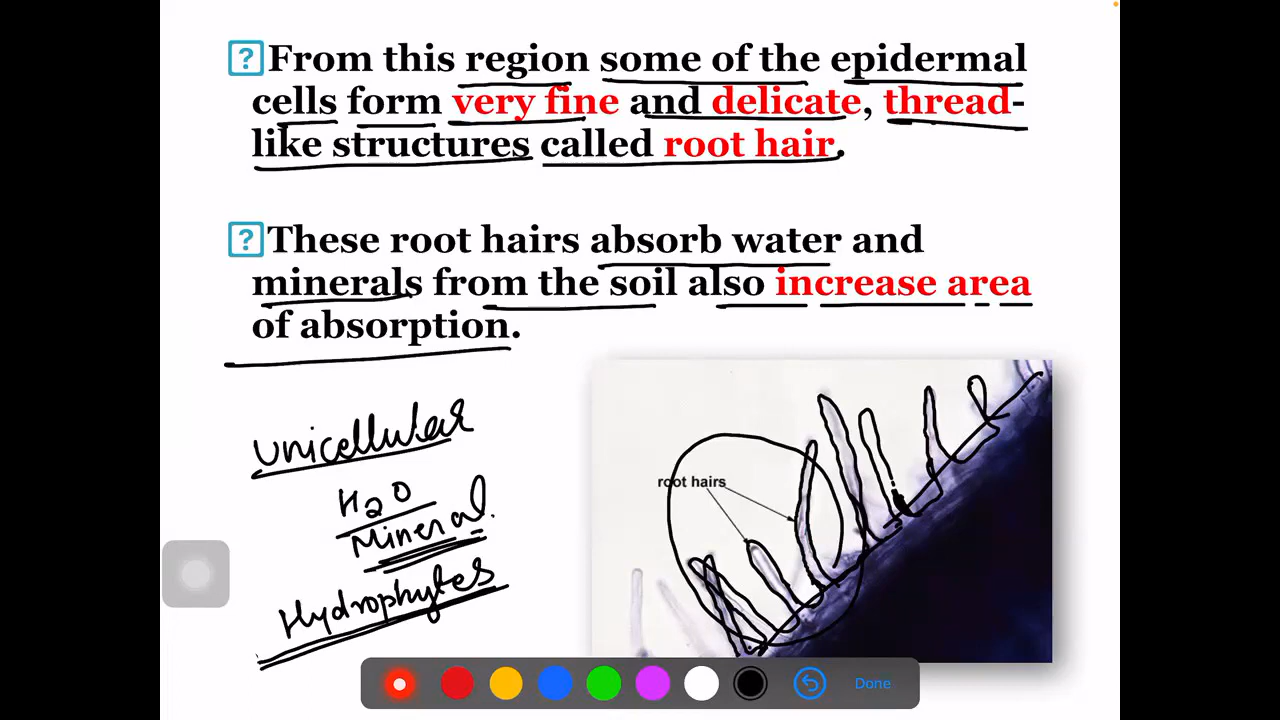 From this region some of the epidermal
cells form very fine and delicate, thread-
like structures called root hair.
These root hairs absorb water and
minerals from the soil also increase area
of absorption.
unicellular
H2O
Mineral.
Hydrophytes
root hairs
Done